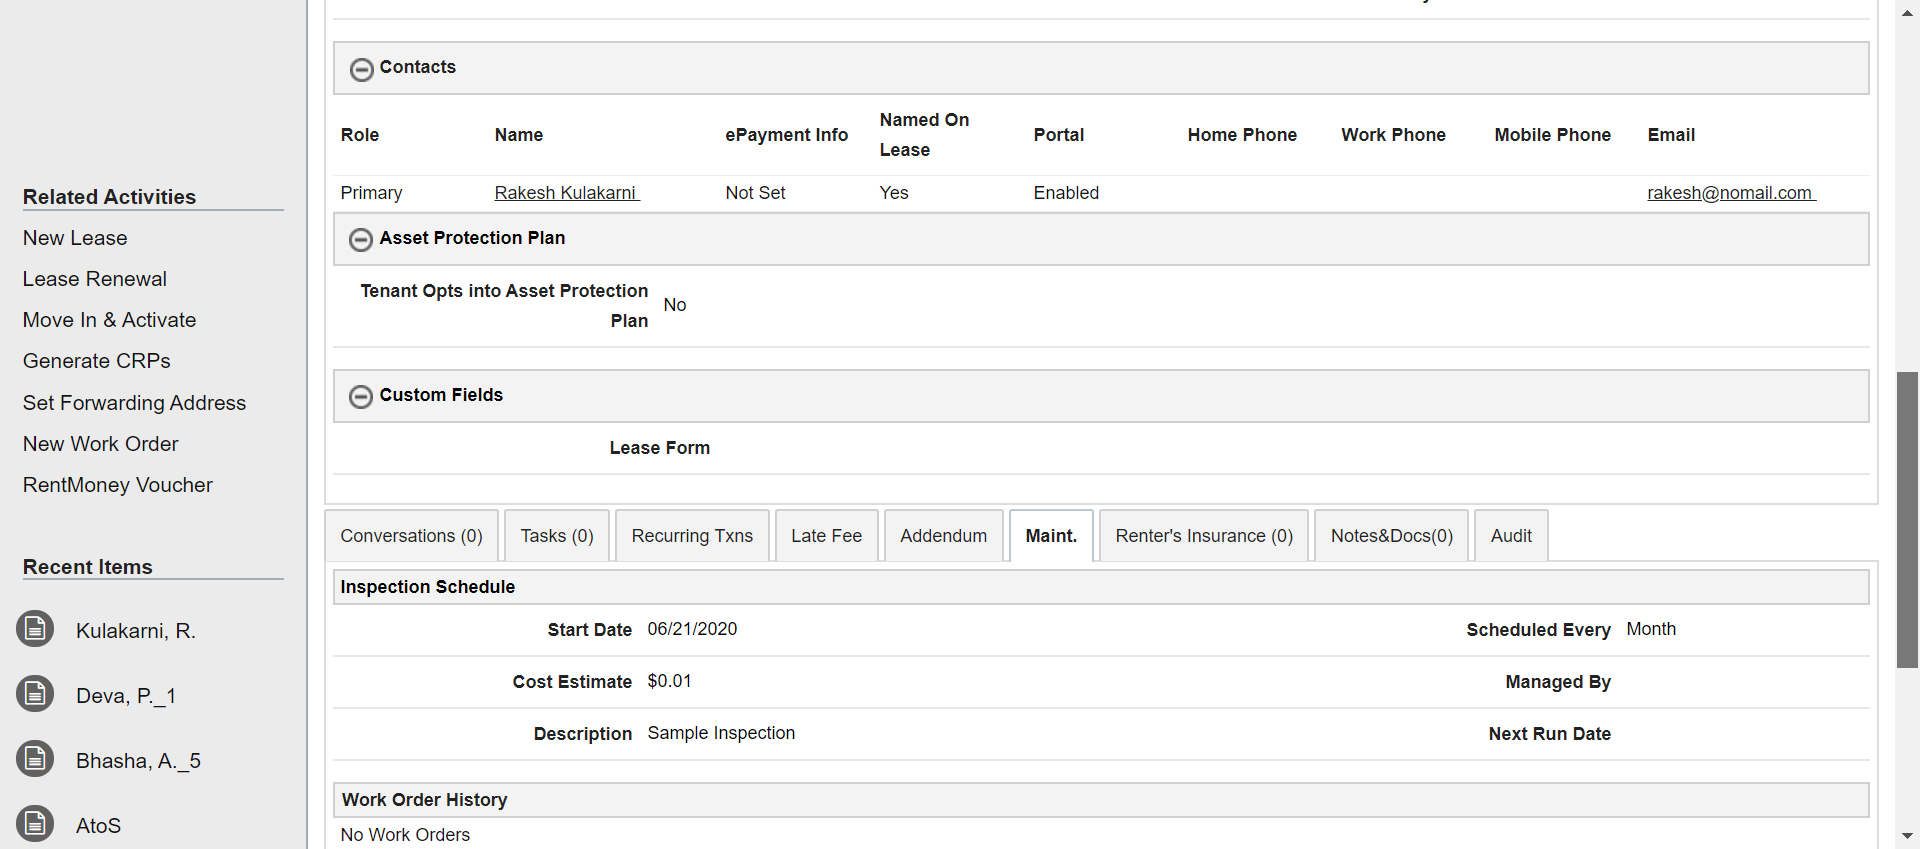 Related Activities
New Lease
Lease Renewal
Move In & Activate
Generate CRPs
Set Forwarding Address
New Work Order
RentMoney Voucher
Recent Items
Kulakarni, R.
Deva, P._1
Bhasha, A._5
AtoS
Contacts
Role Name ePayment Info Named On Lease Portal Home Phone Work Phone Mobile Phone Email
Primary Rakesh Kulakarni Not Set Yes Enabled rakesh@nomail.com
Asset Protection Plan
Tenant Opts into Asset Protection Plan No
Custom Fields
Lease Form
Conversations (0) Tasks (0) Recurring Txns Late Fee Addendum Maint. Renter's Insurance (0) Notes&Docs(0) Audit
Inspection Schedule
Start Date 06/21/2020 Scheduled Every Month
Cost Estimate $0.01 Managed By
Description Sample Inspection Next Run Date
Work Order History
No Work Orders